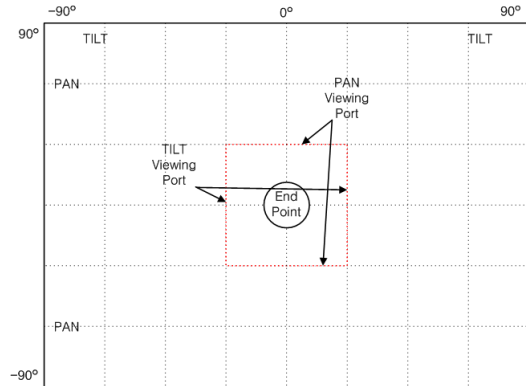 −90° 0° 90°
90°
TILT TILT
PAN
PAN
Viewing
Port
TILT
Viewing
Port
End
Point
PAN
−90°